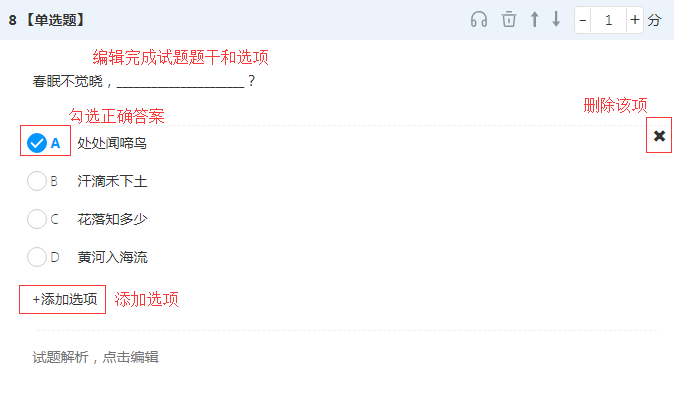 8 【单选题】 - 1 + 分
编辑完成试题题干和选项
春眠不觉晓，____________________？
勾选正确答案 删除该项
A 处处闻啼鸟
B 汗滴禾下土
C 花落知多少
D 黄河入海流
+添加选项 添加选项
试题解析，点击编辑